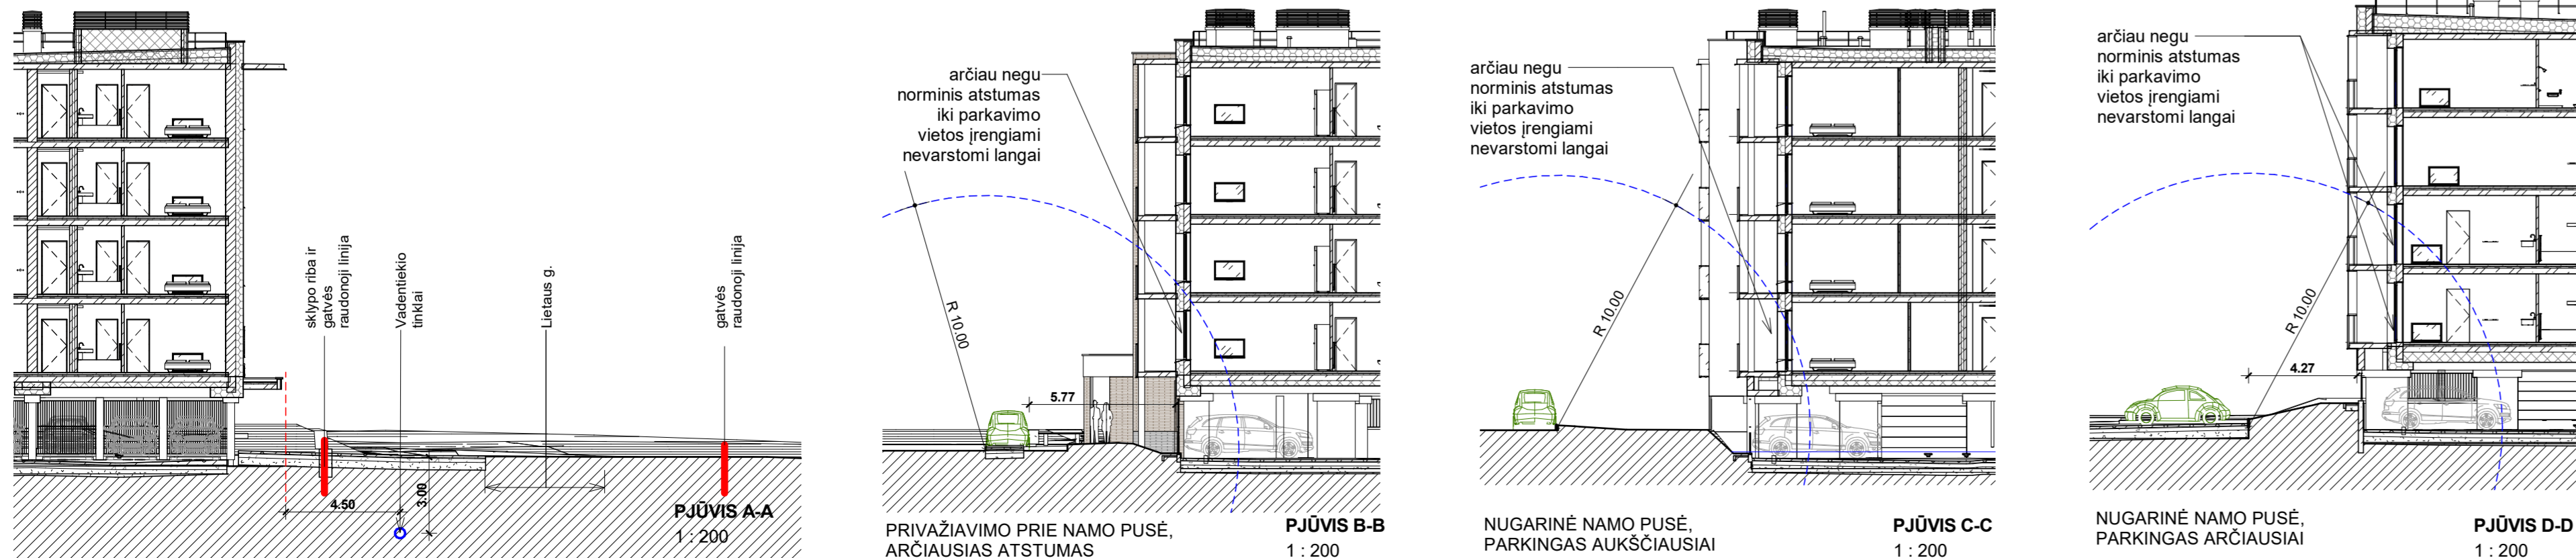 sklypo riba ir
gatvės
raudonoji linija
Vadentiekio
tinklai
Lietaus g.
gatvės
raudonoji linija
4.50
3.00
PJŪVIS A-A
1 : 200
arčiau negu
norminis atstumas
iki parkavimo
vietos įrengiami
nevarstomi langai
R 10.00
5.77
PRIVAŽIAVIMO PRIE NAMO PUSĖ,
ARČIAUSIAS ATSTUMAS
PJŪVIS B-B
1 : 200
arčiau negu
norminis atstumas
iki parkavimo
vietos įrengiami
nevarstomi langai
R 10.00
NUGARINĖ NAMO PUSĖ,
PARKINGAS AUKŠČIAUSIAI
PJŪVIS C-C
1 : 200
arčiau negu
norminis atstumas
iki parkavimo
vietos įrengiami
nevarstomi langai
R 10.00
4.27
NUGARINĖ NAMO PUSĖ,
PARKINGAS ARČIAUSIAI
PJŪVIS D-D
1 : 200